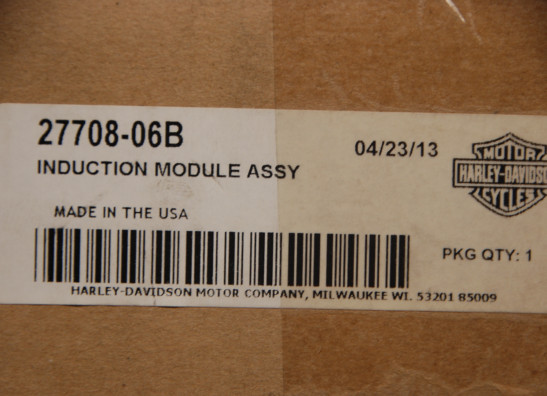 27708-06B
04/23/13
INDUCTION MODULE ASSY
MOTOR
HARLEY-DAVIDSON
CYCLES
MADE IN THE USA
PKG QTY: 1
HARLEY-DAVIDSON MOTOR COMPANY, MILWAUKEE WI. 53201 85009